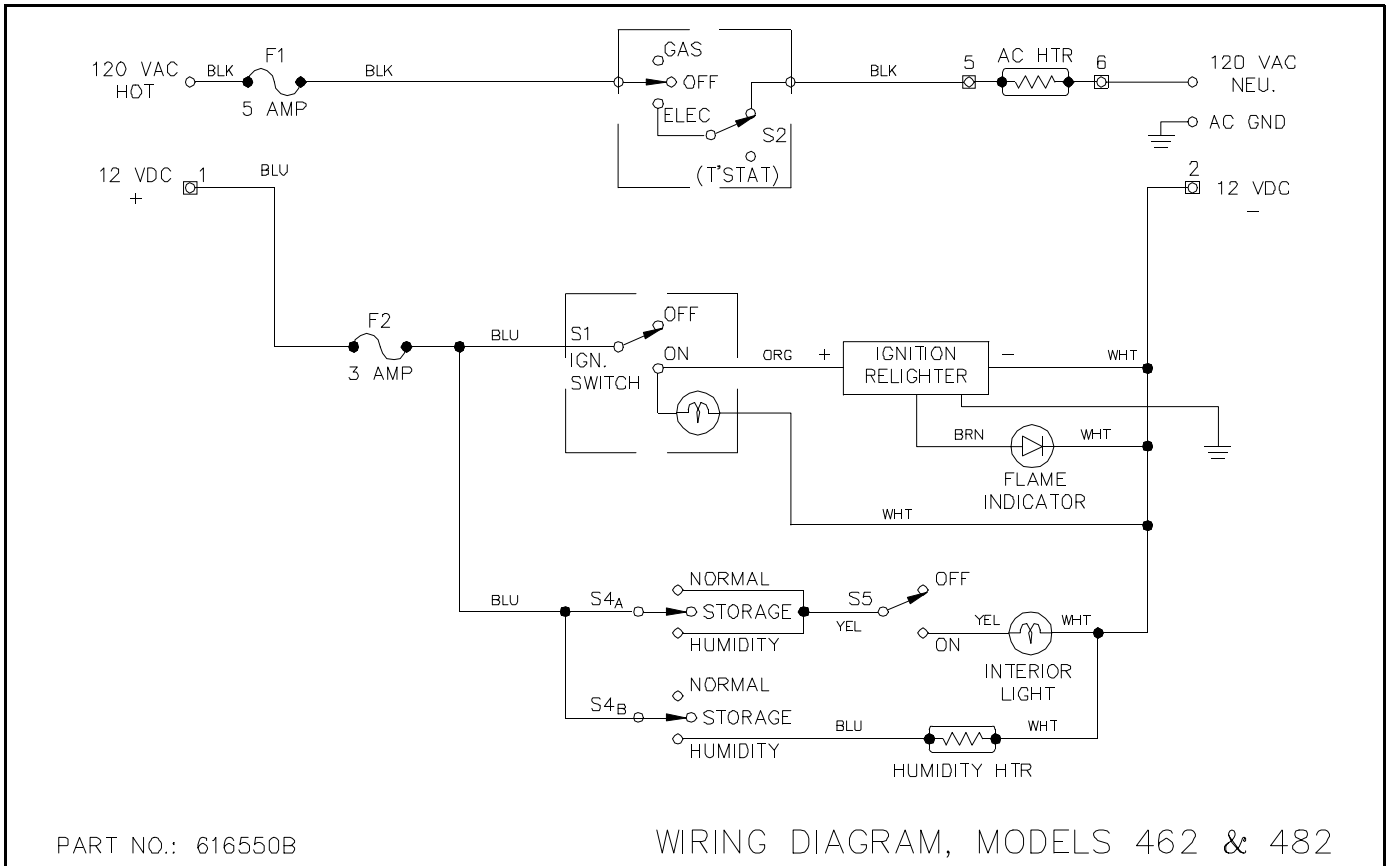 120 VAC
HOT
BLK
F1
5 AMP
BLK
GAS
OFF
ELEC
S2
(T'STAT)
BLK
5
AC HTR
6
120 VAC
NEU.
AC GND
12 VDC
+
1
BLU
2
12 VDC
–
F2
3 AMP
BLU
S1
IGN.
SWITCH
OFF
ON
ORG
+
IGNITION
RELIGHTER
–
WHT
BRN
WHT
FLAME
INDICATOR
WHT
BLU
S4A
NORMAL
STORAGE
HUMIDITY
S5
YEL
OFF
ON
YEL
WHT
INTERIOR
LIGHT
S4B
NORMAL
STORAGE
HUMIDITY
BLU
WHT
HUMIDITY HTR
PART NO.: 616550B
WIRING DIAGRAM, MODELS 462 & 482